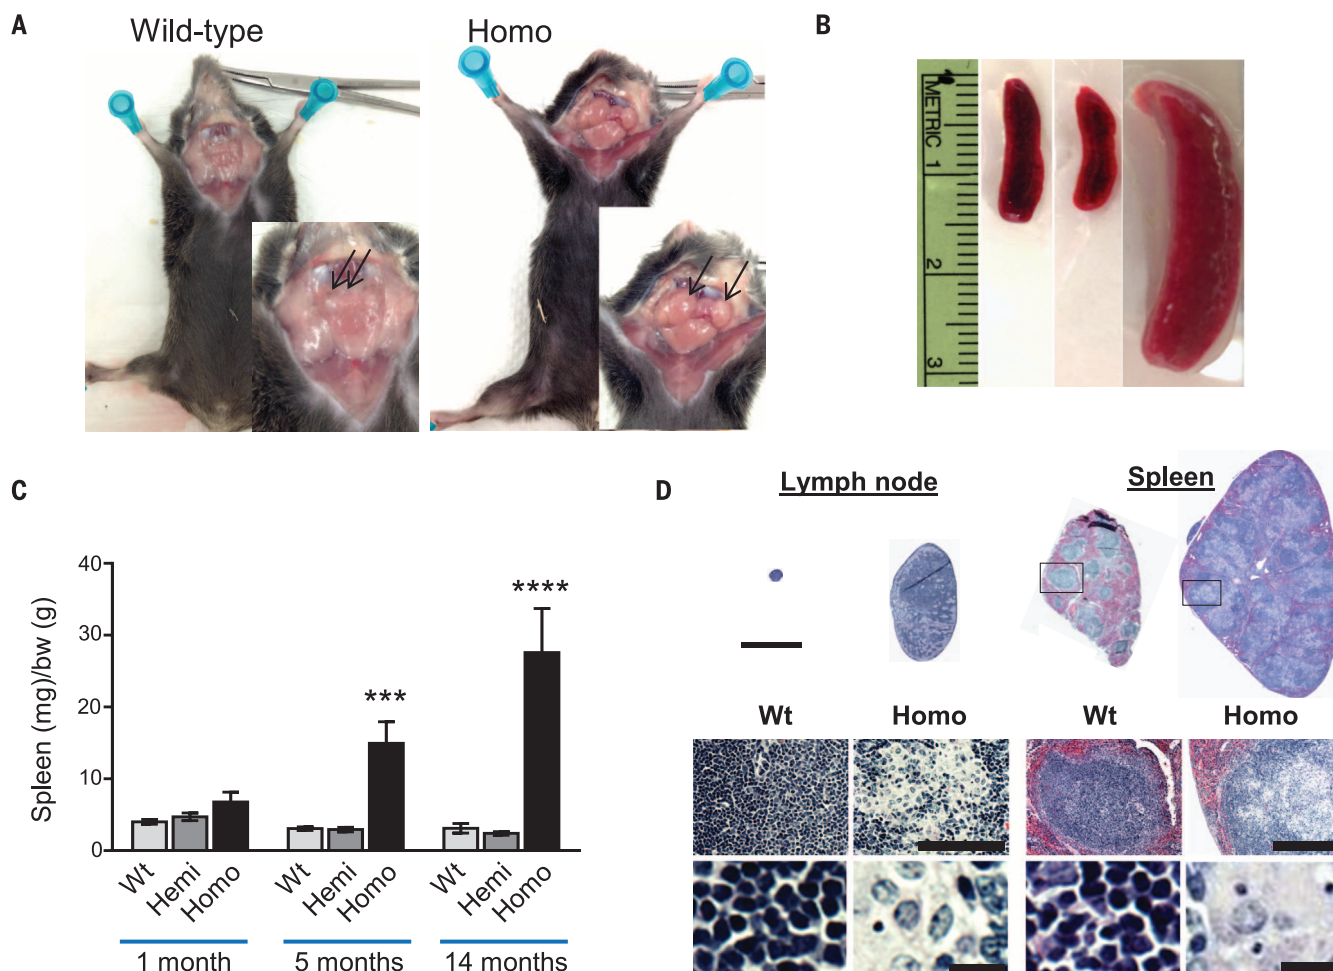 A
Wild-type
Homo
B
METRIC 1
2
3
C
Spleen (mg)/bw (g)
40
30
20
10
0
***
****
Wt
Hemi
Homo
Wt
Hemi
Homo
Wt
Hemi
Homo
1 month
5 months
14 months
D
Lymph node
Spleen
Wt
Homo
Wt
Homo